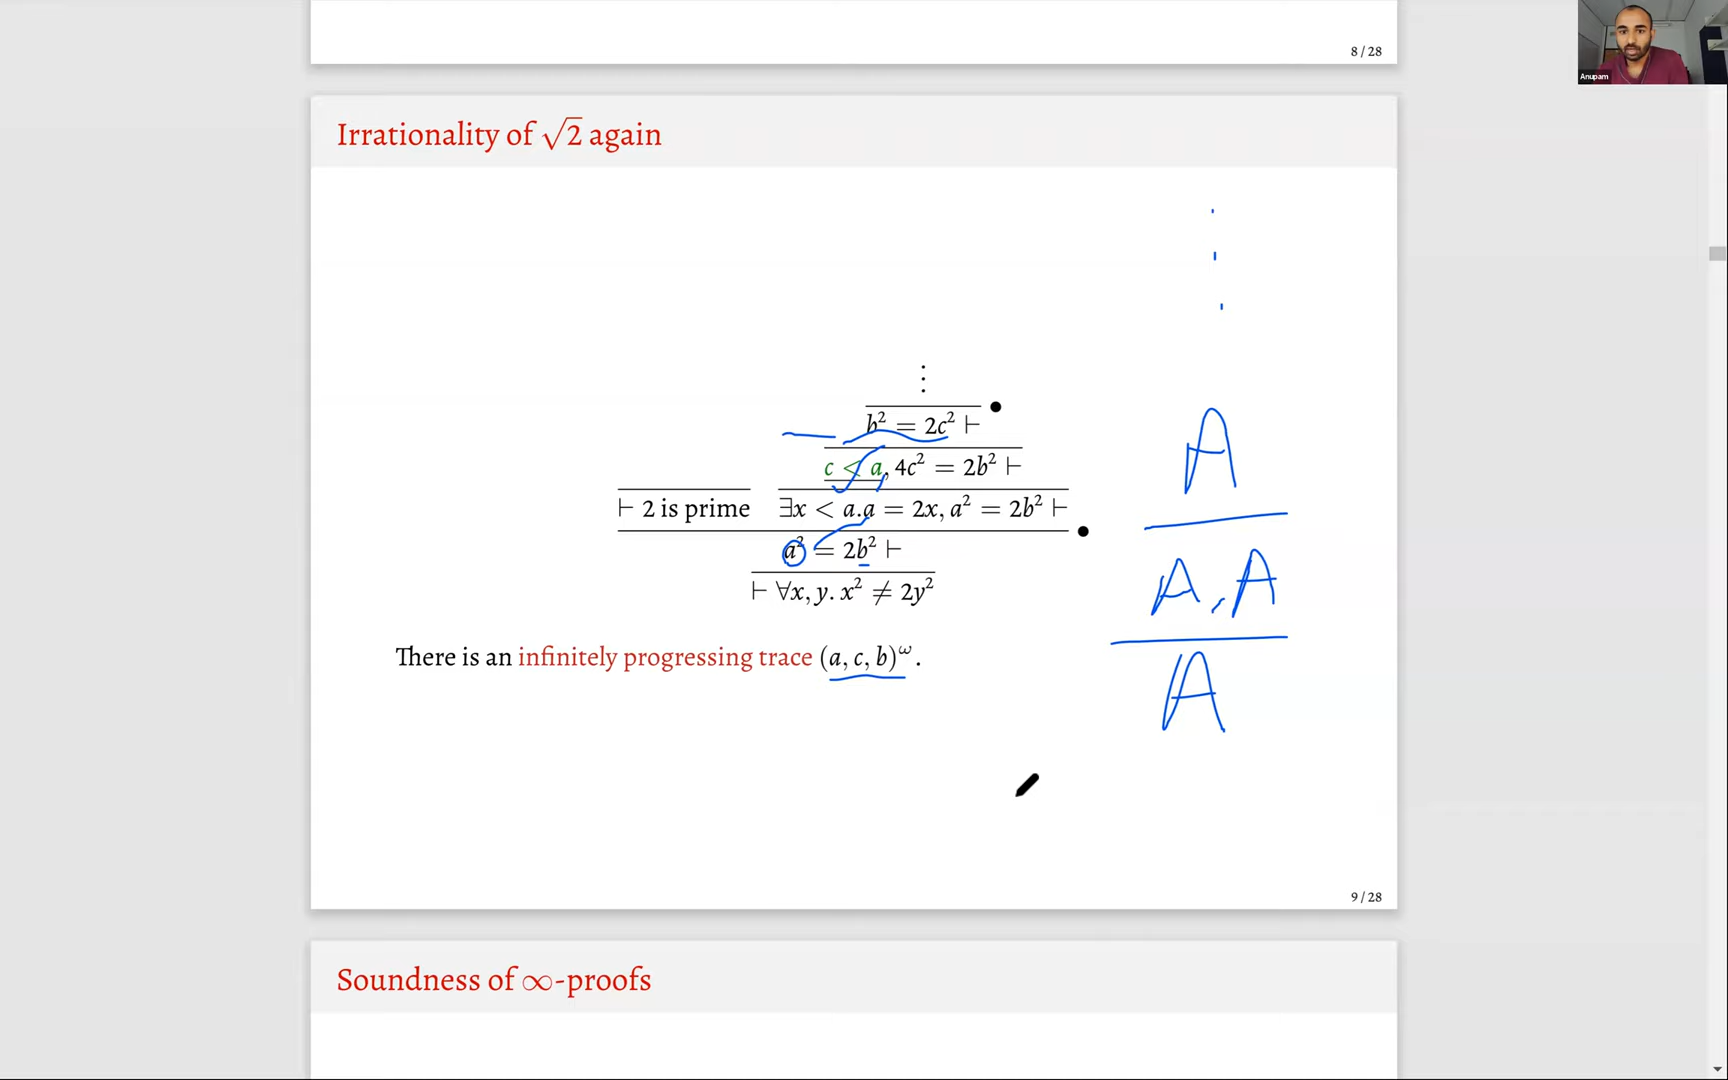 8 / 28
Anupam
Irrationality of √2 again
⋮
b² = 2c² ⊢ •
c < a, 4c² = 2b² ⊢
⊢ 2 is prime ∃x < a.a = 2x, a² = 2b² ⊢
a² = 2b² ⊢ •
⊢ ∀x, y. x² ≠ 2y²
There is an infinitely progressing trace (a, c, b)^ω.
A
A, A
A
9 / 28
Soundness of ∞-proofs